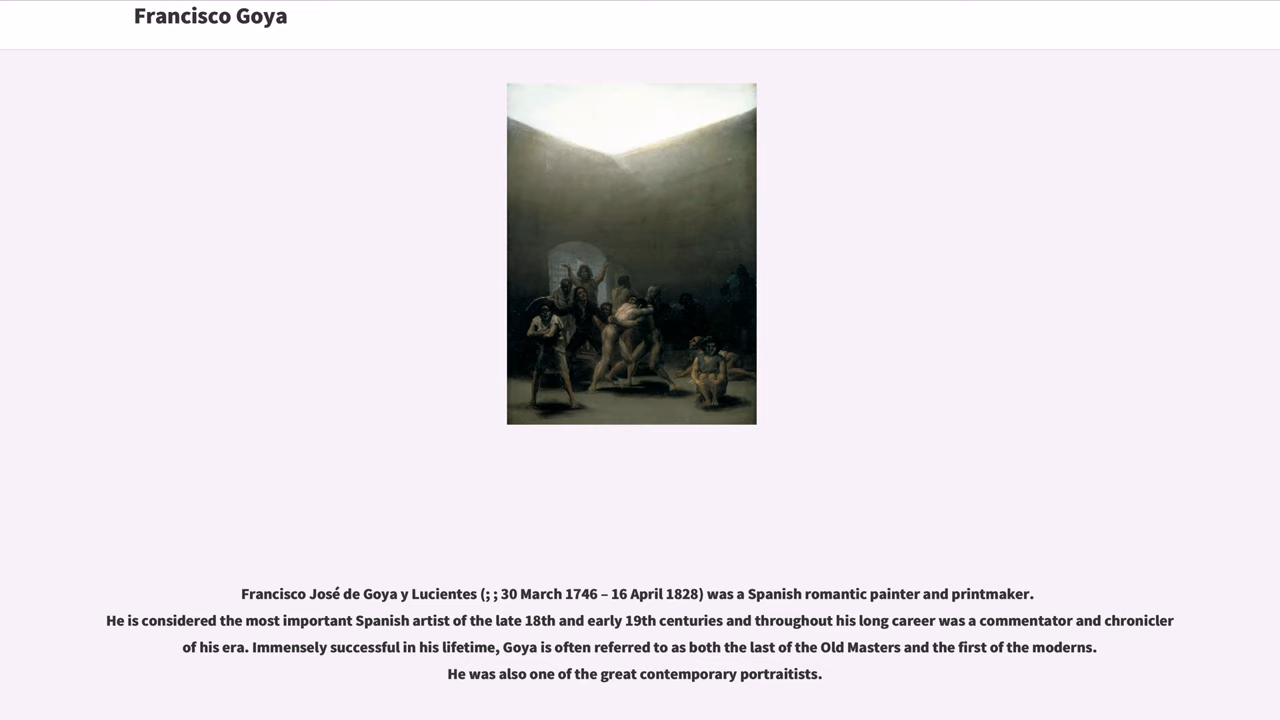 Francisco Goya
Francisco José de Goya y Lucientes (; ; 30 March 1746 – 16 April 1828) was a Spanish romantic painter and printmaker.
He is considered the most important Spanish artist of the late 18th and early 19th centuries and throughout his long career was a commentator and chronicler
of his era. Immensely successful in his lifetime, Goya is often referred to as both the last of the Old Masters and the first of the moderns.
He was also one of the great contemporary portraitists.